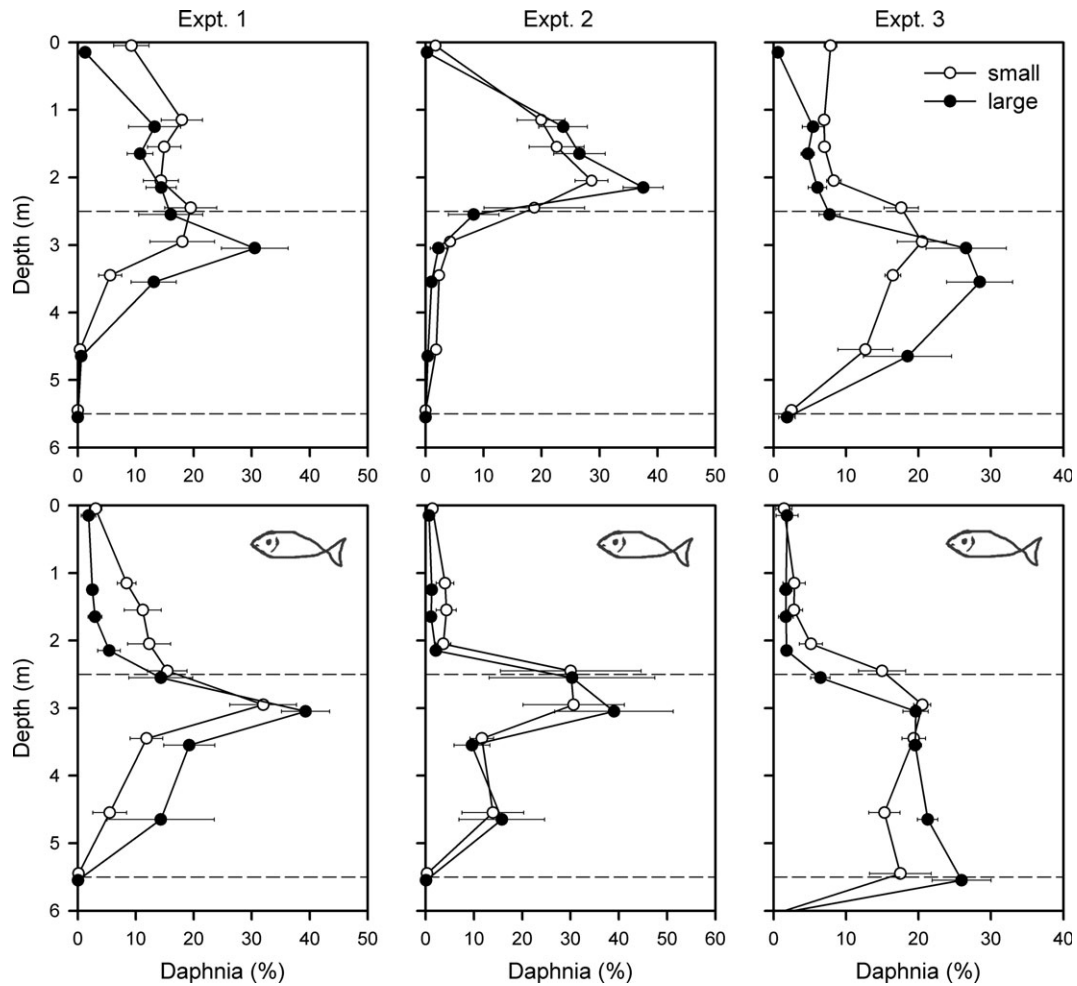 Expt. 1
Expt. 2
Expt. 3
0
1
2
3
4
5
6
Depth (m)
0 10 20 30 40 50
0 10 20 30 40 50
0 10 20 30 40
small
large
0
1
2
3
4
5
6
Depth (m)
0 10 20 30 40 50
0 10 20 30 40 50 60
0 10 20 30 40
Daphnia (%)
Daphnia (%)
Daphnia (%)